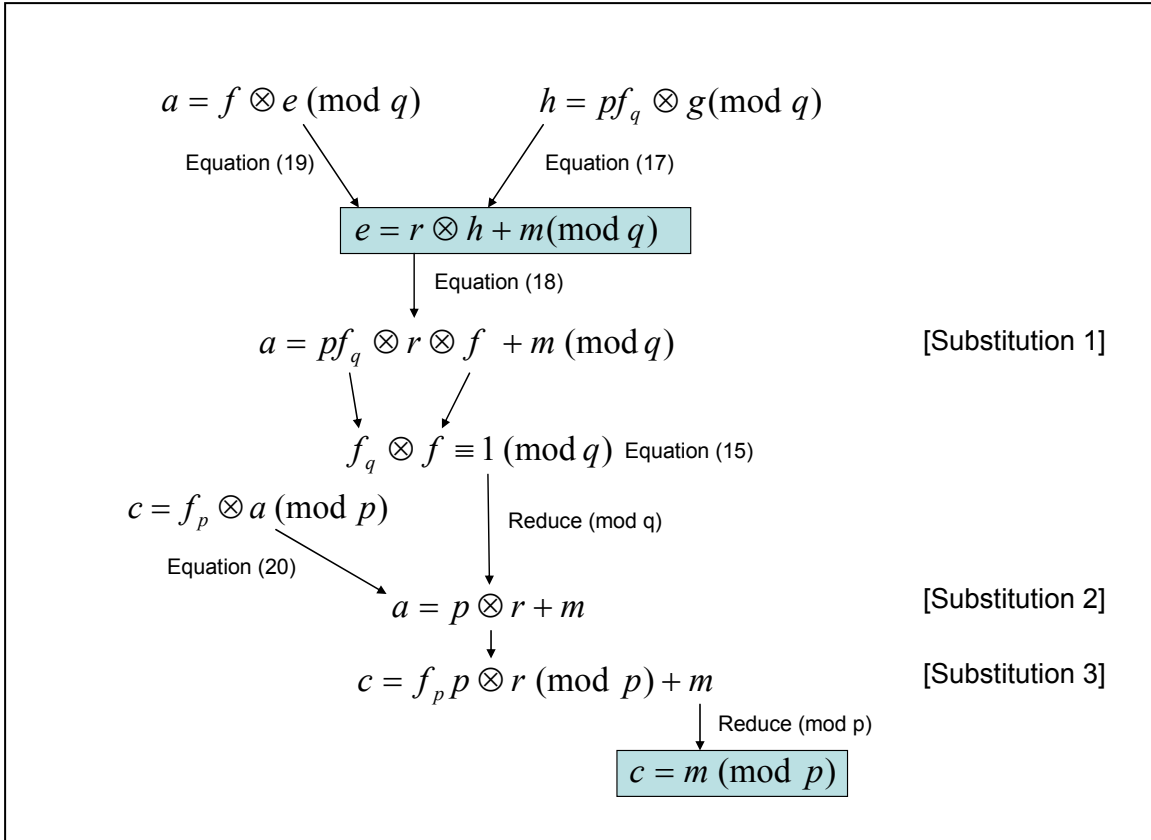 a = f ⊗ e (mod q)
h = pf_q ⊗ g(mod q)
Equation (19)
Equation (17)
e = r ⊗ h + m(mod q)
Equation (18)
a = pf_q ⊗ r ⊗ f + m (mod q)
[Substitution 1]
f_q ⊗ f ≡ 1 (mod q) Equation (15)
c = f_p ⊗ a (mod p)
Reduce (mod q)
Equation (20)
a = p ⊗ r + m
[Substitution 2]
c = f_p p ⊗ r (mod p) + m
[Substitution 3]
Reduce (mod p)
c = m (mod p)